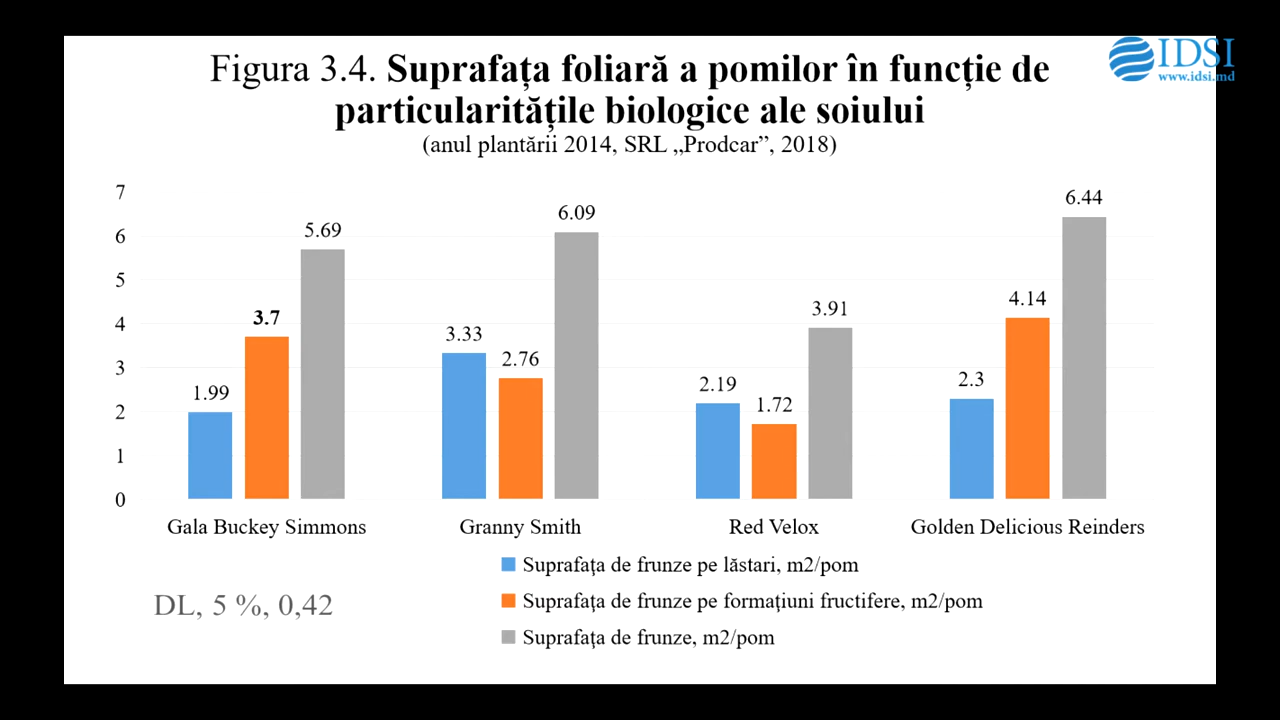 IDSI
www.idsi.md
Figura 3.4. Suprafața foliară a pomilor în funcție de
particularitățile biologice ale soiului
(anul plantării 2014, SRL „Prodcar”, 2018)
7
6
5
4
3
2
1
0
1.99
3.7
5.69
3.33
2.76
6.09
2.19
1.72
3.91
2.3
4.14
6.44
Gala Buckey Simmons
Granny Smith
Red Velox
Golden Delicious Reinders
Suprafaţa de frunze pe lăstari, m2/pom
Suprafaţa de frunze pe formațiuni fructifere, m2/pom
Suprafaţa de frunze, m2/pom
DL, 5 %, 0,42